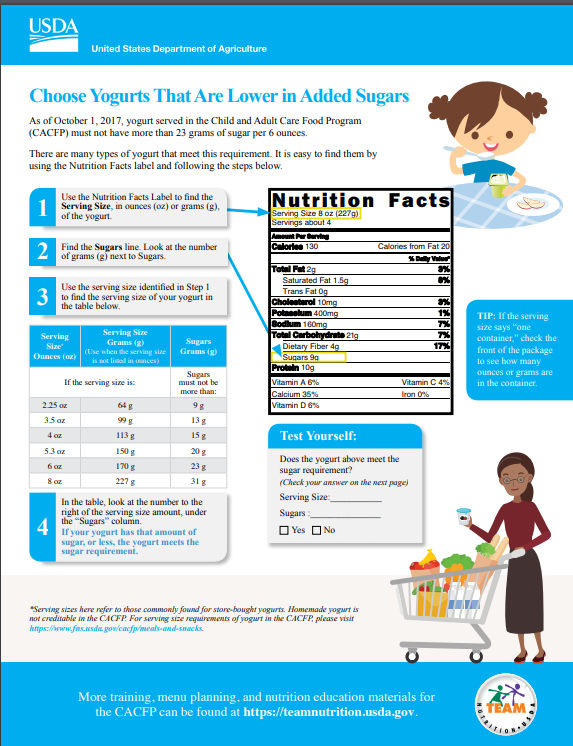 USDA
United States Department of Agriculture
Choose Yogurts That Are Lower in Added Sugars
As of October 1, 2017, yogurt served in the Child and Adult Care Food Program
(CACFP) must not have more than 23 grams of sugar per 6 ounces.
There are many types of yogurt that meet this requirement. It is easy to find them by
using the Nutrition Facts label and following the steps below.
1
Use the Nutrition Facts Label to find the
Serving Size, in ounces (oz) or grams (g),
of the yogurt.
2
Find the Sugars line. Look at the number
of grams (g) next to Sugars.
3
Use the serving size identified in Step 1
to find the serving size of your yogurt in
the table below.
Serving Size* Ounces (oz)
Serving Size Grams (g) (Use when the serving size is not listed in ounces)
Sugars Grams (g)
If the serving size is:
Sugars must not be more than:
2.25 oz 64 g 9 g
3.5 oz 99 g 13 g
4 oz 113 g 15 g
5.3 oz 150 g 20 g
6 oz 170 g 23 g
8 oz 227 g 31 g
4
In the table, look at the number to the
right of the serving size amount, under
the “Sugars” column.
If your yogurt has that amount of
sugar, or less, the yogurt meets the
sugar requirement.
Nutrition Facts
Serving Size 8 oz (227g)
Servings about 4
Amount Per Serving
Calories 130 Calories from Fat 20
% Daily Value*
Total Fat 2g 3%
Saturated Fat 1.5g 8%
Trans Fat 0g
Cholesterol 10mg 3%
Potassium 400mg 1%
Sodium 160mg 7%
Total Carbohydrate 21g 7%
Dietary Fiber 4g 17%
Sugars 9g
Protein 10g
Vitamin A 6% Vitamin C 4%
Calcium 35% Iron 0%
Vitamin D 6%
TIP: If the serving
size says “one
container,” check the
front of the package
to see how many
ounces or grams are
in the container.
Test Yourself:
Does the yogurt above meet the
sugar requirement?
(Check your answer on the next page)
Serving Size:
Sugars :
Yes No
*Serving sizes here refer to those commonly found for store-bought yogurts. Homemade yogurt is
not creditable in the CACFP. For serving size requirements of yogurt in the CACFP, please visit
https://www.fns.usda.gov/cacfp/meals-and-snacks.
More training, menu planning, and nutrition education materials for
the CACFP can be found at https://teamnutrition.usda.gov.
TEAM
NUTRITION • USDA